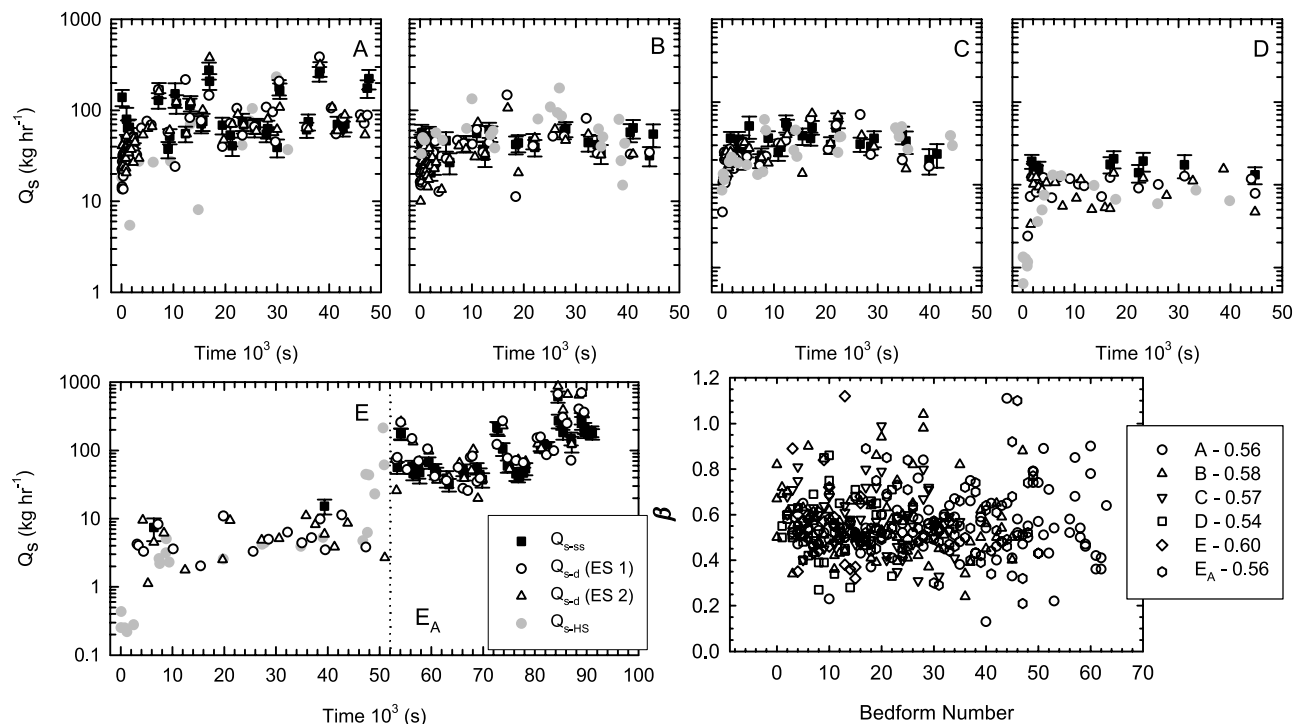 1000
100
10
1
Q_s (kg hr⁻¹)
A
B
C
D
0 10 20 30 40 50
0 10 20 30 40 50
0 10 20 30 40 50
0 10 20 30 40 50
Time 10³ (s)
Time 10³ (s)
Time 10³ (s)
Time 10³ (s)
1000
100
10
1
0.1
Q_s (kg hr⁻¹)
E
E_A
Q_s-ss
Q_s-d (ES 1)
Q_s-d (ES 2)
Q_s-HS
0 10 20 30 40 50 60 70 80 90 100
Time 10³ (s)
1.2
1.0
0.8
0.6
0.4
0.2
0.0
β
0 10 20 30 40 50 60 70
Bedform Number
A - 0.56
B - 0.58
C - 0.57
D - 0.54
E - 0.60
E_A - 0.56